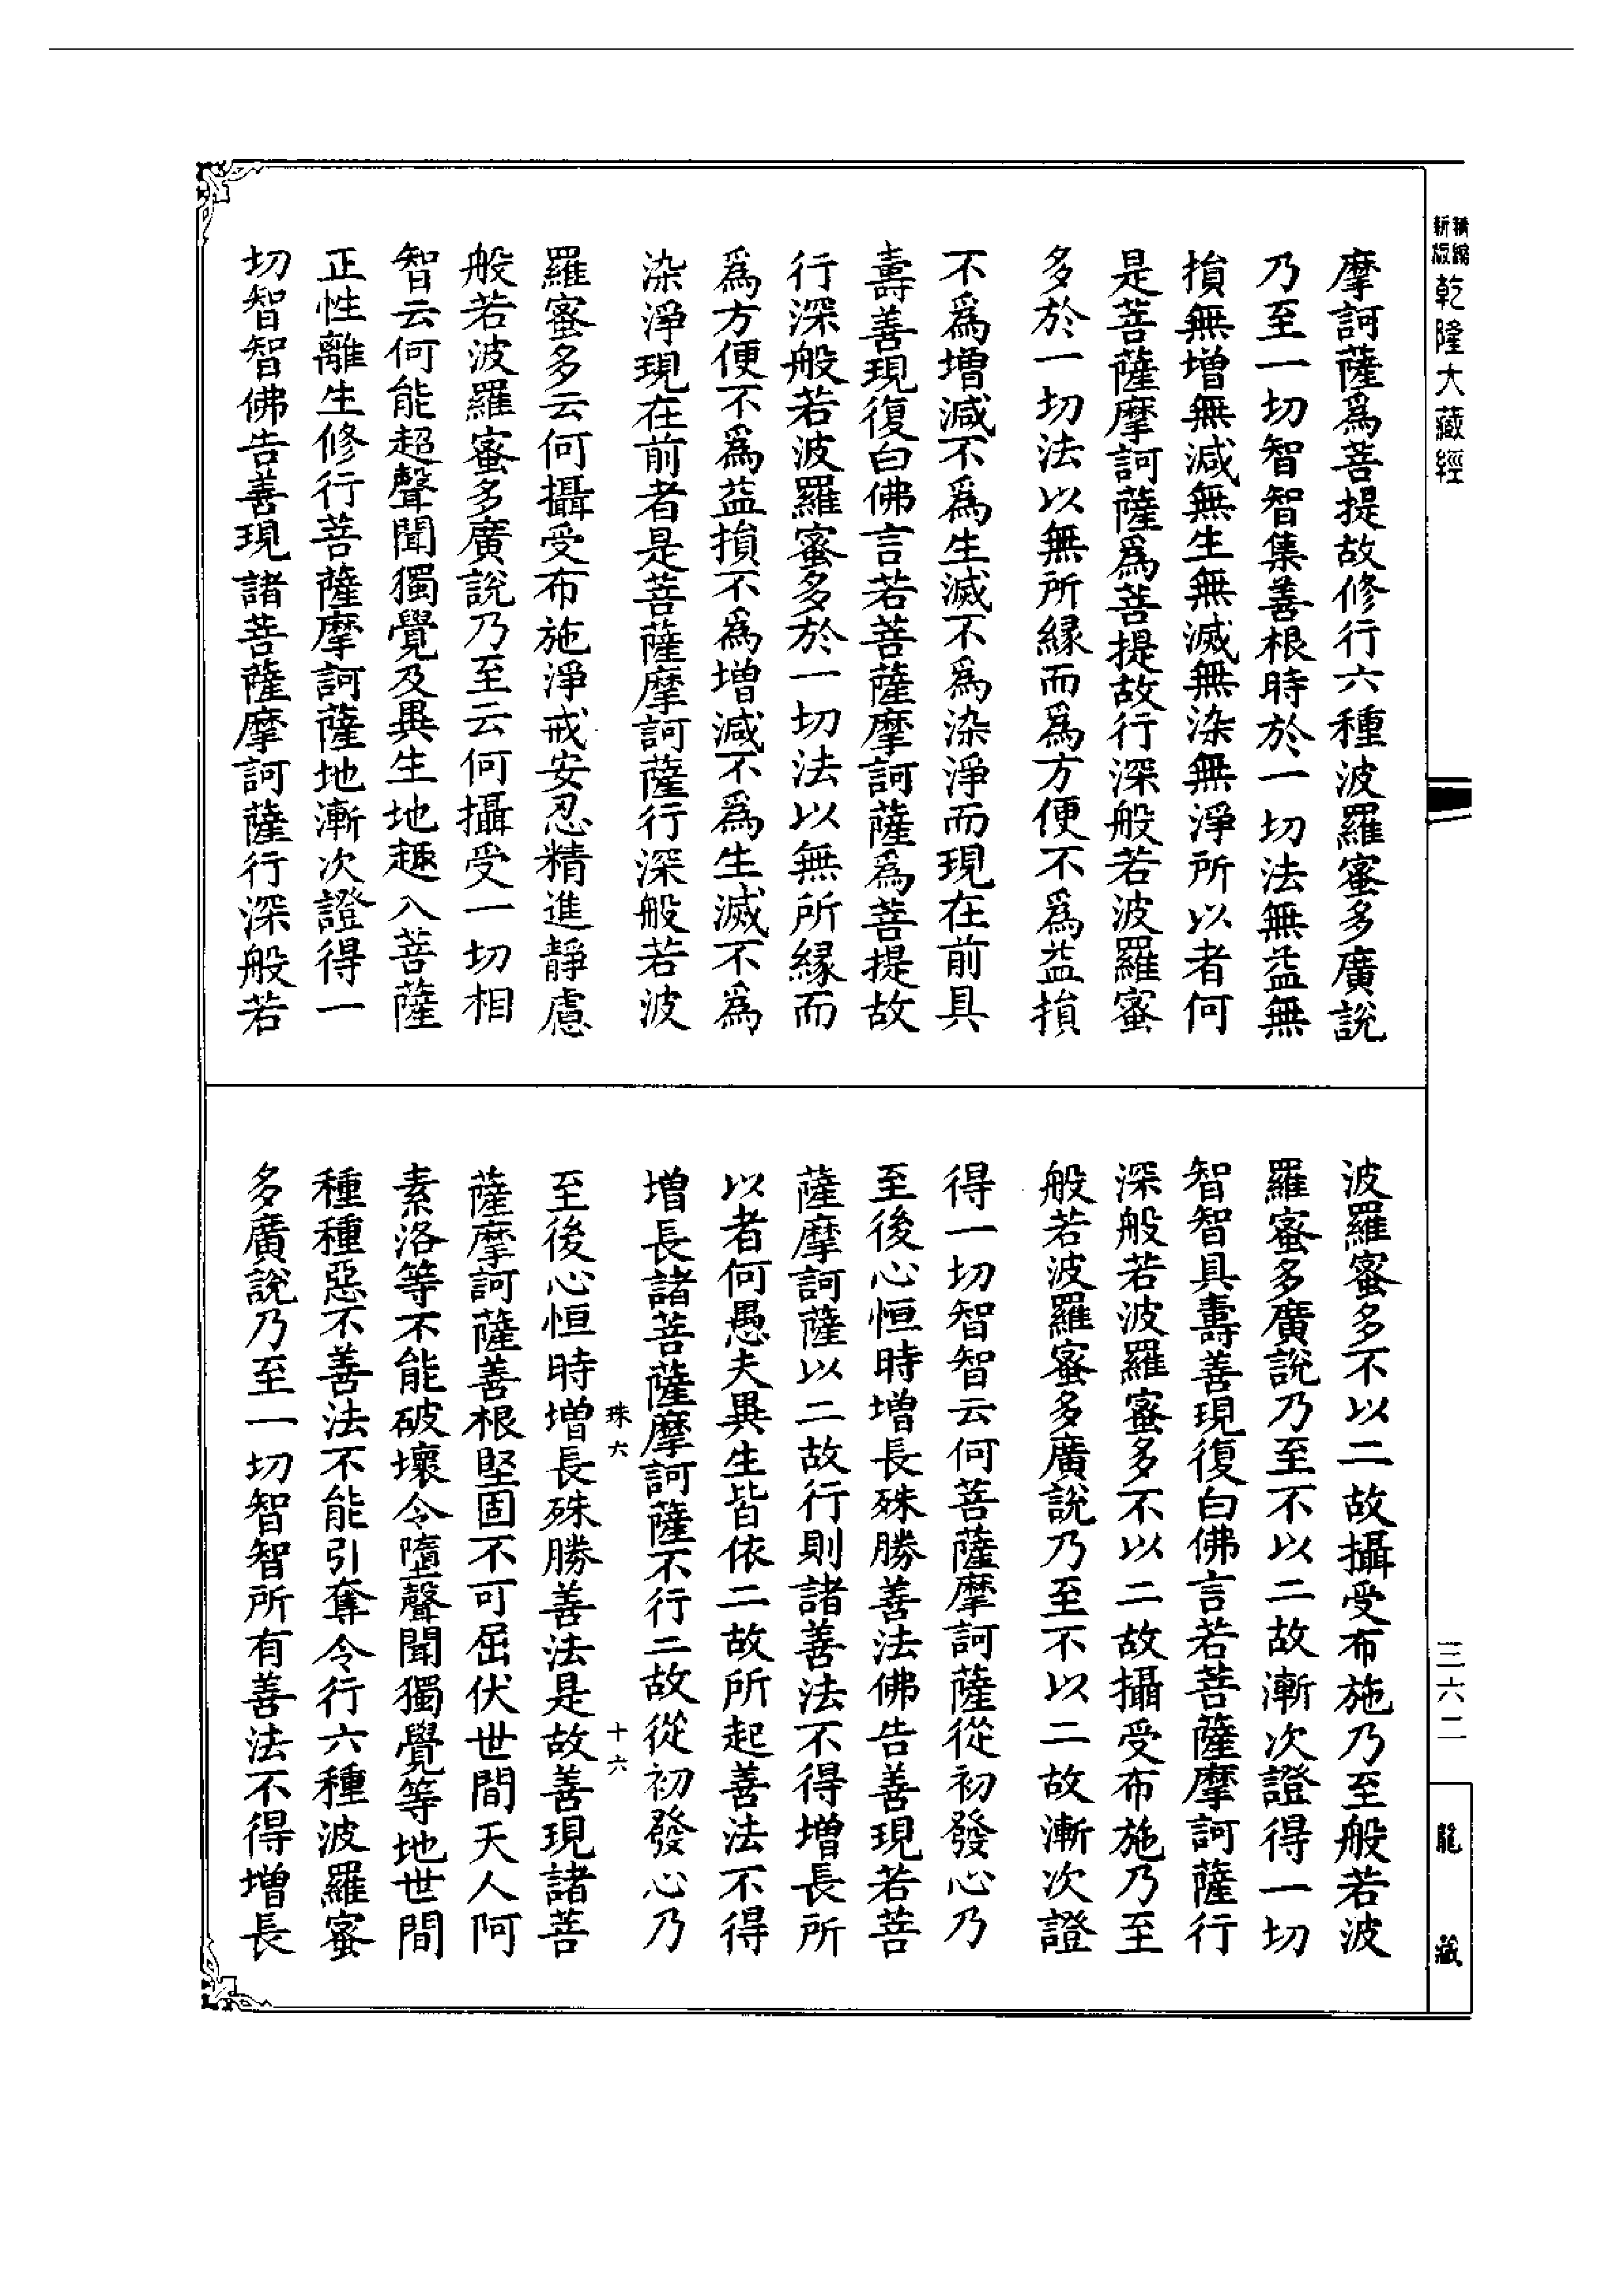 精縮新版乾隆大藏經
摩訶薩爲菩提故修行六種波羅蜜多廣說
乃至一切智智集善根時於一切法無益無
損無增無減無生無滅無染無淨所以者何
是菩薩摩訶薩爲菩提故行深般若波羅蜜
多於一切法以無所緣而爲方便不爲益損
不爲增減不爲生滅不爲染淨而現在前具
壽善現復白佛言若菩薩摩訶薩爲菩提故
行深般若波羅蜜多於一切法以無所緣而
爲方便不爲益損不爲增減不爲生滅不爲
染淨現在前者是菩薩摩訶薩行深般若波
羅蜜多云何攝受布施淨戒安忍精進靜慮
般若波羅蜜多廣說乃至云何攝受一切相
智云何能超聲聞獨覺及異生地趣入菩薩
正性離生修行菩薩摩訶薩地漸次證得一
切智智佛告善現諸菩薩摩訶薩行深般若
波羅蜜多不以二故攝受布施乃至般若波
羅蜜多廣說乃至不以二故漸次證得一切
智智具壽善現復白佛言若菩薩摩訶薩行
深般若波羅蜜多不以二故攝受布施乃至
般若波羅蜜多廣說乃至不以二故漸次證
得一切智智云何菩薩摩訶薩從初發心乃
至後心恒時增長殊勝善法佛告善現若菩
薩摩訶薩以二故行則諸善法不得增長所
以者何愚夫異生皆依二故所起善法不得
增長諸菩薩摩訶薩不行二故從初發心乃
珠六 十六
至後心恒時增長殊勝善法是故善現諸菩
薩摩訶薩善根堅固不可屈伏世間天人阿
素洛等不能破壞令墮聲聞獨覺等地世間
種種惡不善法不能引奪令行六種波羅蜜
多廣說乃至一切智智所有善法不得增長
三六二
龍藏